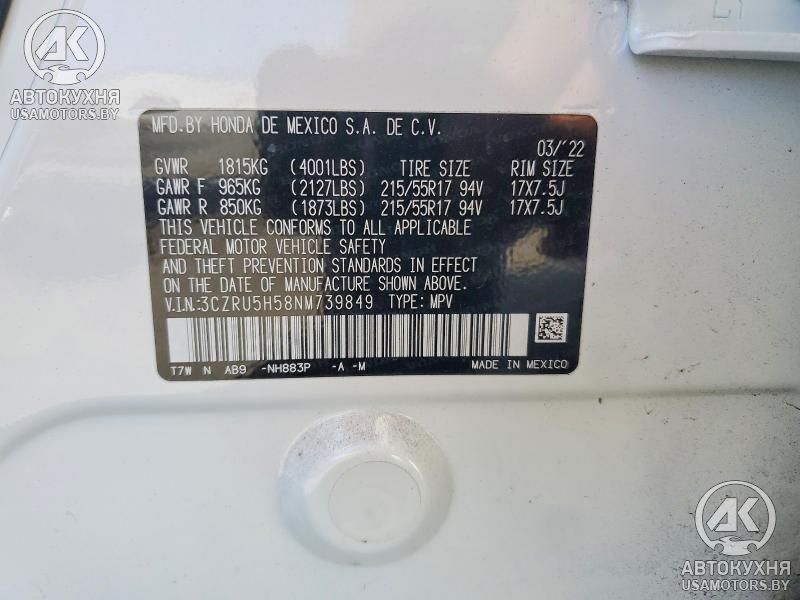 AK
АВТОКУХНЯ
USAMOTORS.BY
MFD.BY HONDA DE MEXICO S.A. DE C.V.
03/'22
GVWR 1815KG (4001LBS) TIRE SIZE RIM SIZE
GAWR F 965KG (2127LBS) 215/55R17 94V 17X7.5J
GAWR R 850KG (1873LBS) 215/55R17 94V 17X7.5J
THIS VEHICLE CONFORMS TO ALL APPLICABLE
FEDERAL MOTOR VEHICLE SAFETY
AND THEFT PREVENTION STANDARDS IN EFFECT
ON THE DATE OF MANUFACTURE SHOWN ABOVE.
V.I.N.:3CZRU5H58NM739849 TYPE: MPV
T7W N AB9 -NH883P -A -M MADE IN MEXICO
AK
АВТОКУХНЯ
USAMOTORS.BY